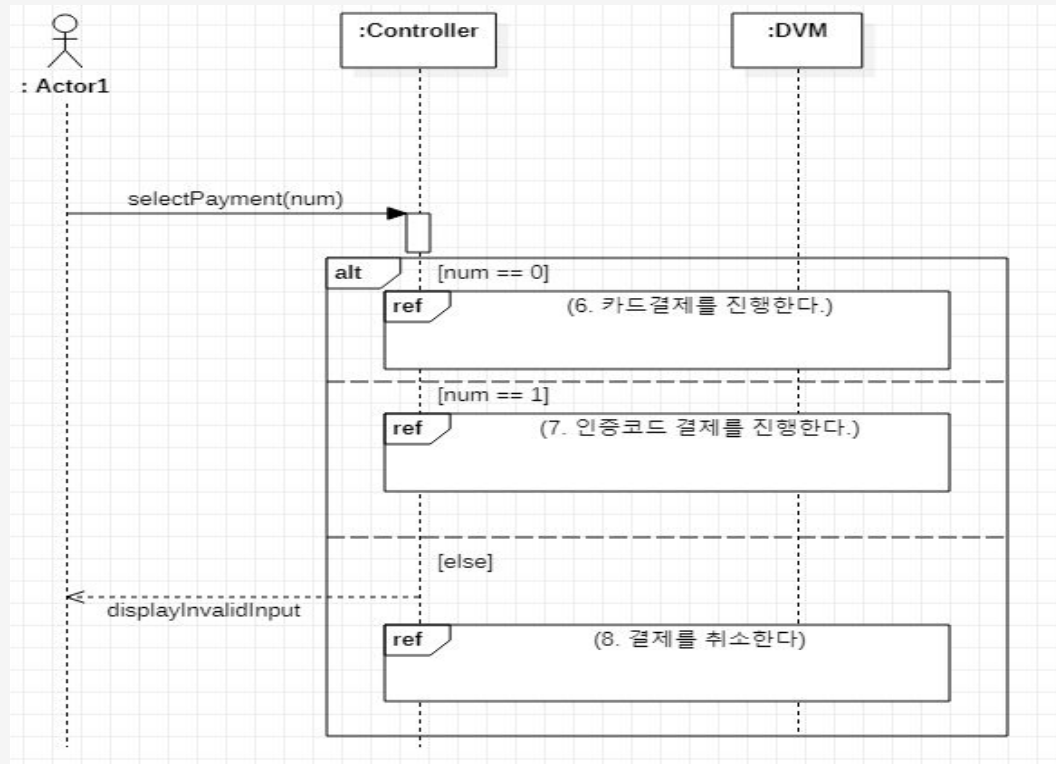 :Controller
:DVM
: Actor1
selectPayment(num)
alt
[num == 0]
ref
(6. 카드결제를 진행한다.)
[num == 1]
ref
(7. 인증코드 결제를 진행한다.)
[else]
displayInvalidInput
ref
(8. 결제를 취소한다)